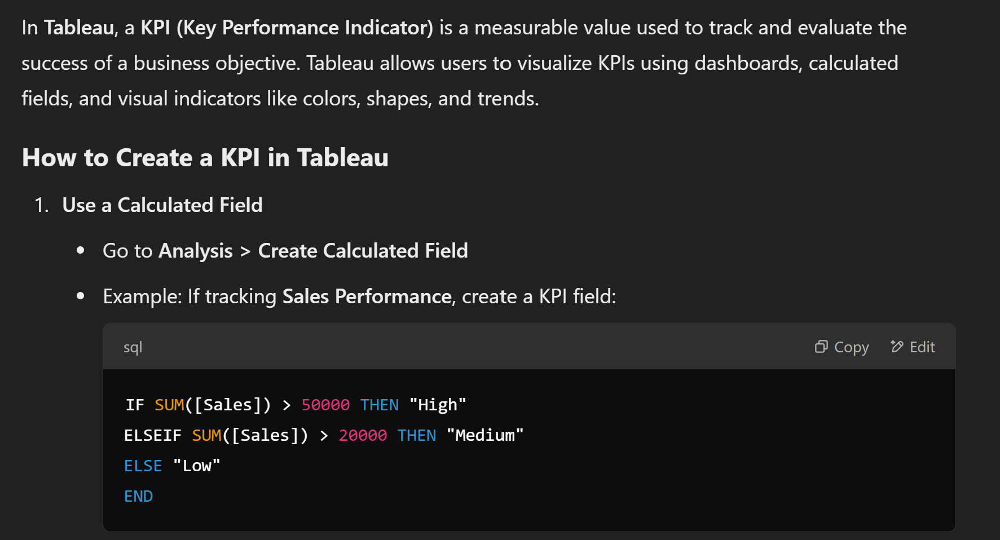 In Tableau, a KPI (Key Performance Indicator) is a measurable value used to track and evaluate the
success of a business objective. Tableau allows users to visualize KPIs using dashboards, calculated
fields, and visual indicators like colors, shapes, and trends.
How to Create a KPI in Tableau
1. Use a Calculated Field
• Go to Analysis > Create Calculated Field
• Example: If tracking Sales Performance, create a KPI field:
sql Copy Edit
IF SUM([Sales]) > 50000 THEN "High"
ELSEIF SUM([Sales]) > 20000 THEN "Medium"
ELSE "Low"
END